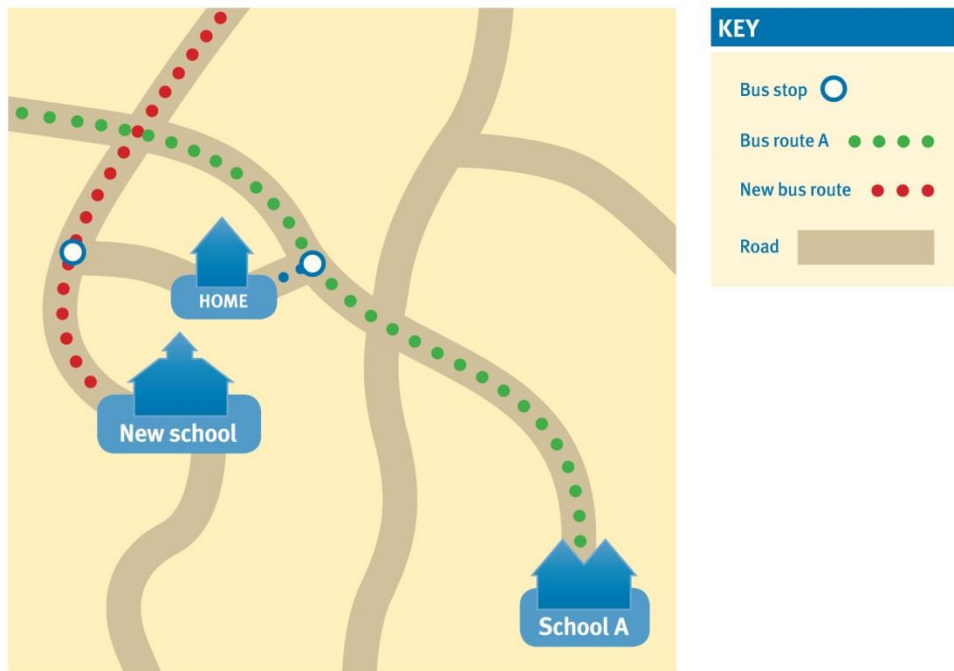 KEY
Bus stop
Bus route A
New bus route
Road
HOME
New school
School A